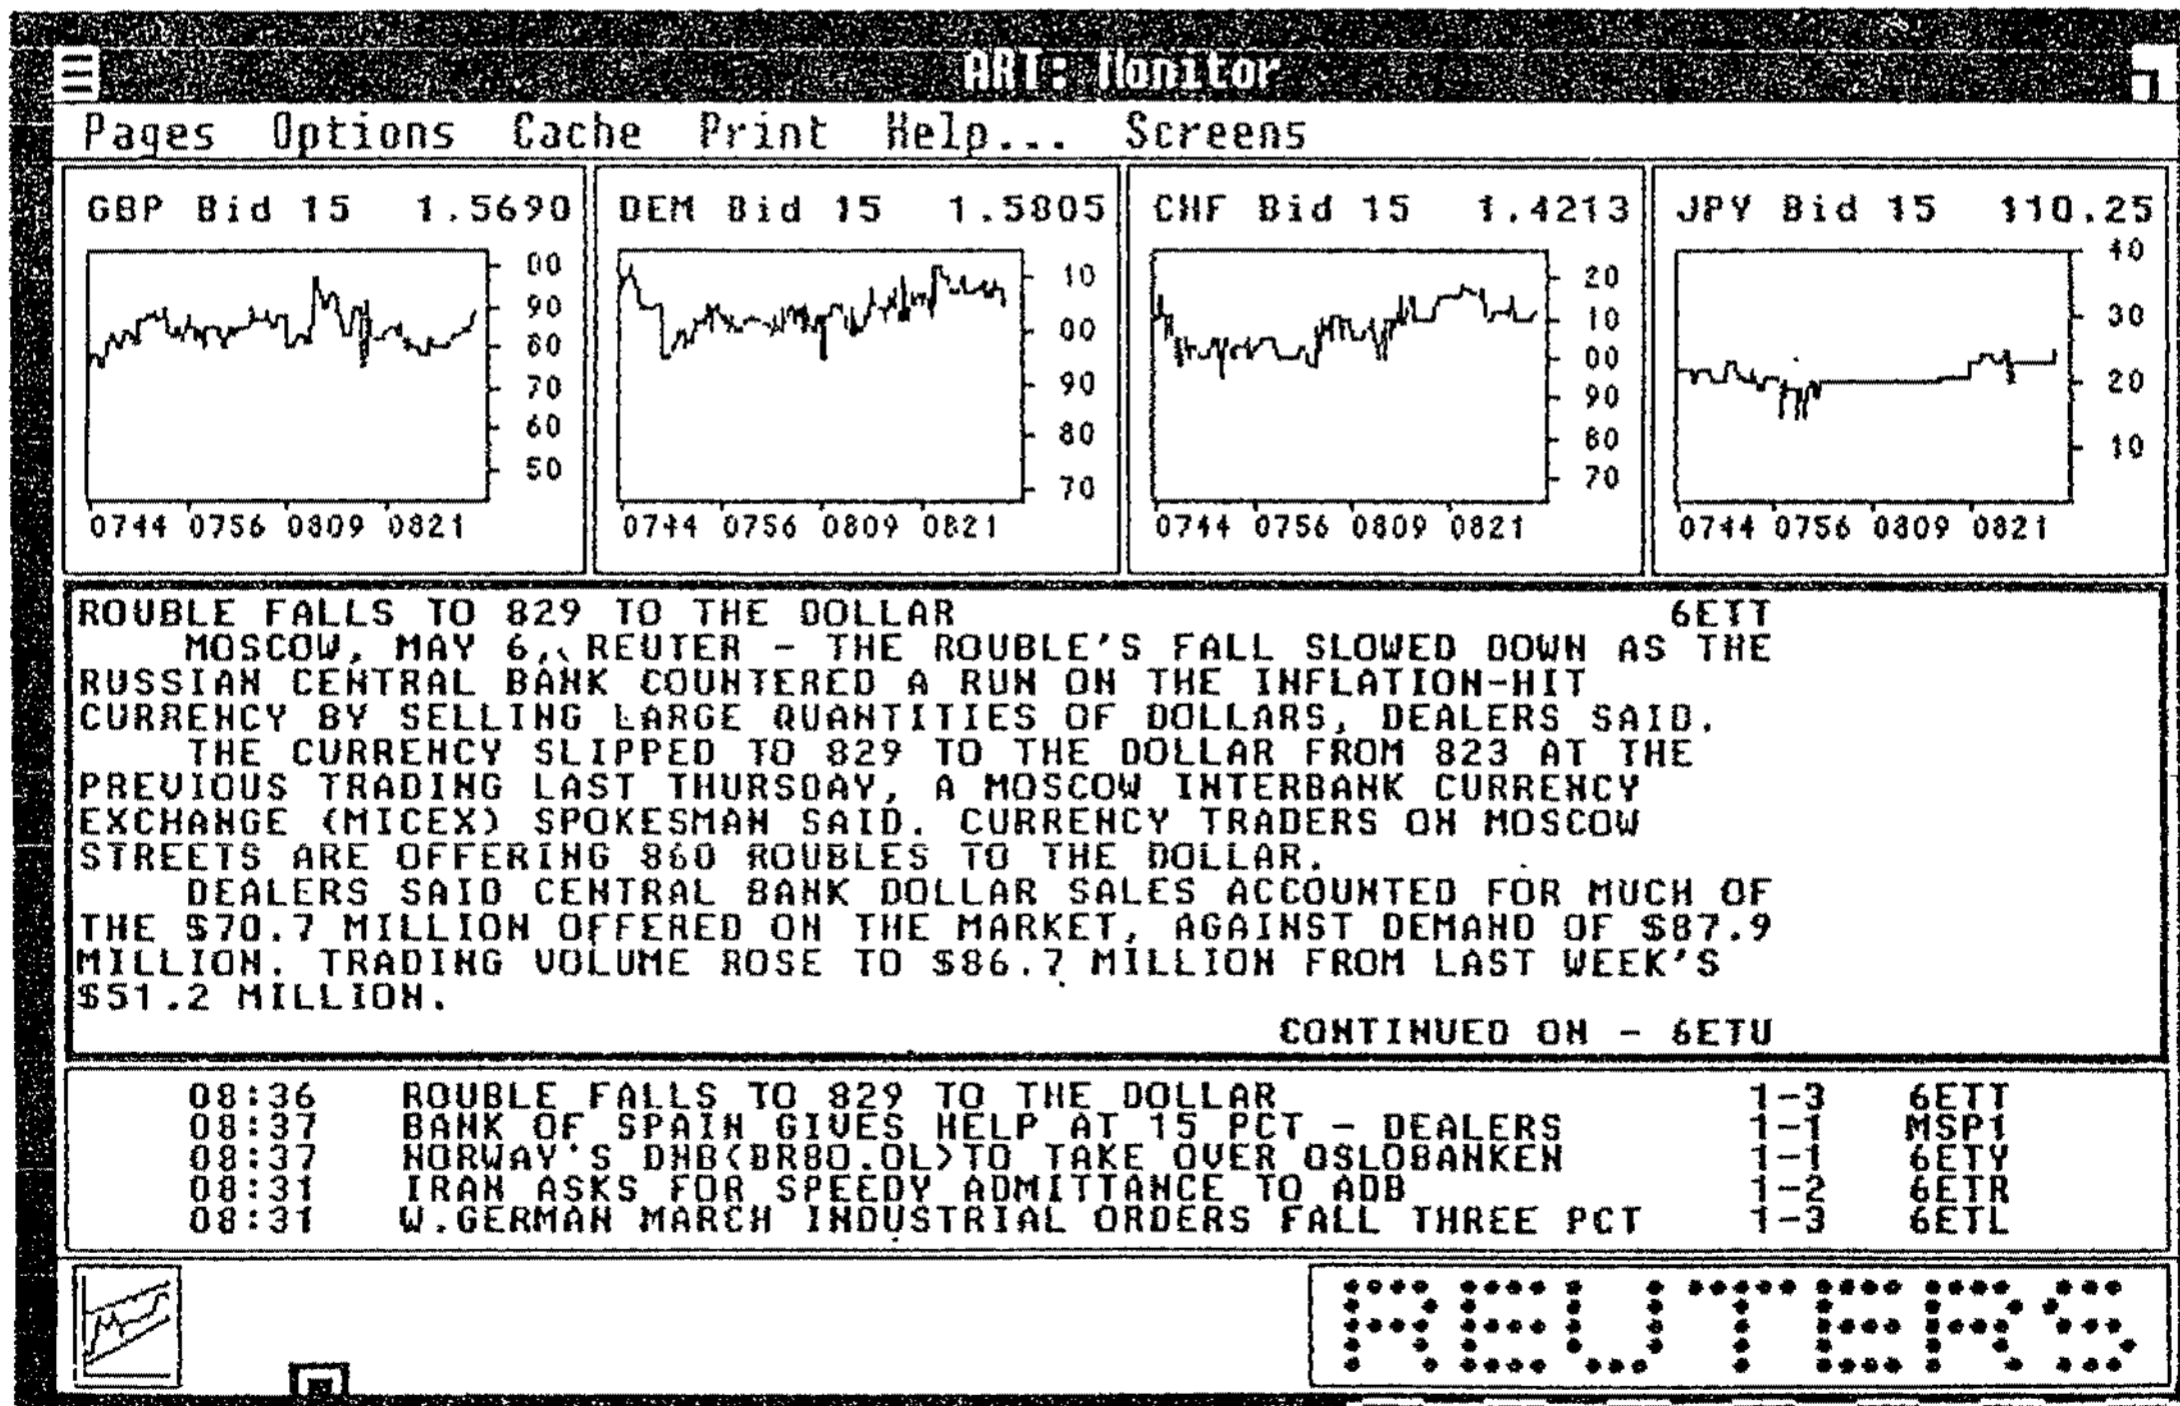 ART: Monitor
Pages Options Cache Print Help... Screens
GBP Bid 15 1.5690
00
90
80
70
60
50
0744 0756 0809 0821
DEM Bid 15 1.5805
10
00
90
80
70
0744 0756 0809 0821
CHF Bid 15 1.4213
20
10
00
90
80
70
0744 0756 0809 0821
JPY Bid 15 110.25
40
30
20
10
0744 0756 0809 0821
ROUBLE FALLS TO 829 TO THE DOLLAR 6ETT
MOSCOW, MAY 6, REUTER - THE ROUBLE'S FALL SLOWED DOWN AS THE
RUSSIAN CENTRAL BANK COUNTERED A RUN ON THE INFLATION-HIT
CURRENCY BY SELLING LARGE QUANTITIES OF DOLLARS, DEALERS SAID.
THE CURRENCY SLIPPED TO 829 TO THE DOLLAR FROM 823 AT THE
PREVIOUS TRADING LAST THURSDAY, A MOSCOW INTERBANK CURRENCY
EXCHANGE (MICEX) SPOKESMAN SAID. CURRENCY TRADERS ON MOSCOW
STREETS ARE OFFERING 860 ROUBLES TO THE DOLLAR.
DEALERS SAID CENTRAL BANK DOLLAR SALES ACCOUNTED FOR MUCH OF
THE $70.7 MILLION OFFERED ON THE MARKET, AGAINST DEMAND OF $87.9
MILLION. TRADING VOLUME ROSE TO $86.7 MILLION FROM LAST WEEK'S
$51.2 MILLION.
CONTINUED ON - 6ETU
08:36 ROUBLE FALLS TO 829 TO THE DOLLAR 1-3 6ETT
08:37 BANK OF SPAIN GIVES HELP AT 15 PCT - DEALERS 1-1 MSP1
08:37 NORWAY'S DNB<BRBO.OL>TO TAKE OVER OSLOBANKEN 1-1 6ETY
08:31 IRAN ASKS FOR SPEEDY ADMITTANCE TO ADB 1-2 6ETR
08:31 W.GERMAN MARCH INDUSTRIAL ORDERS FALL THREE PCT 1-3 6ETL
REUTERS